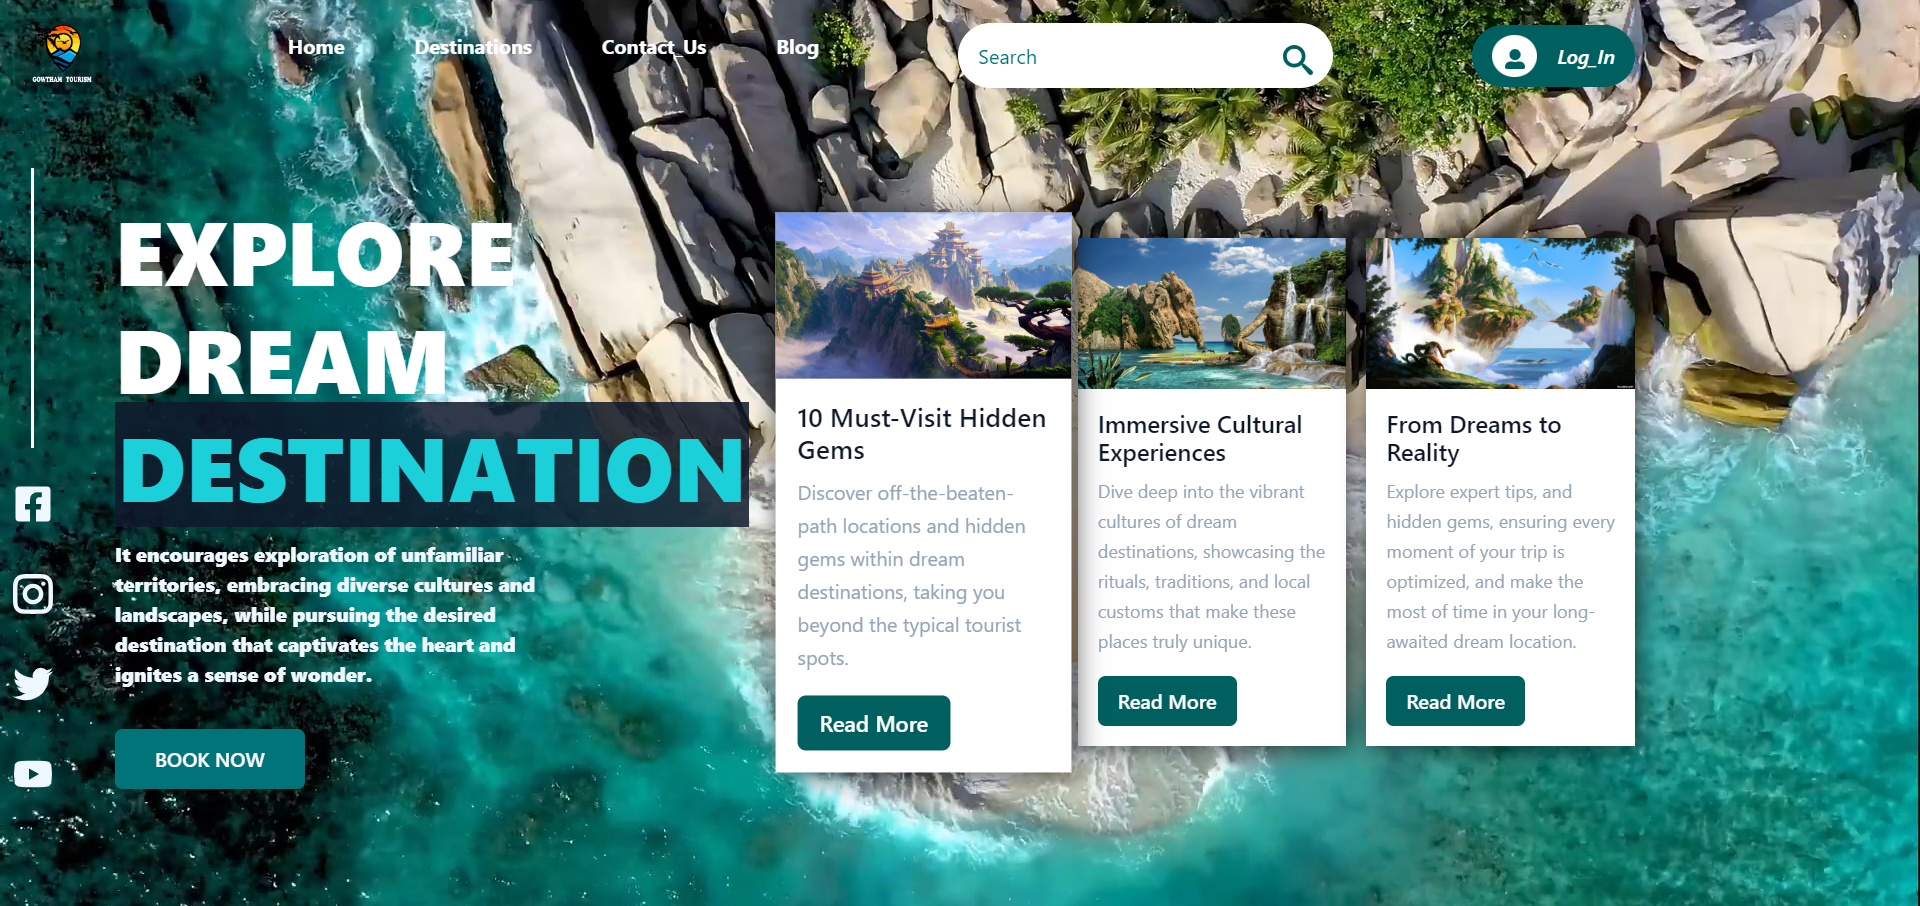 GOWTHAM TOURISM
Home
Destinations
Contact_Us
Blog
Search
Log_In
EXPLORE
DREAM
DESTINATION
It encourages exploration of unfamiliar
territories, embracing diverse cultures and
landscapes, while pursuing the desired
destination that captivates the heart and
ignites a sense of wonder.
BOOK NOW
10 Must-Visit Hidden
Gems
Discover off-the-beaten-
path locations and hidden
gems within dream
destinations, taking you
beyond the typical tourist
spots.
Read More
Immersive Cultural
Experiences
Dive deep into the vibrant
cultures of dream
destinations, showcasing the
rituals, traditions, and local
customs that make these
places truly unique.
Read More
From Dreams to
Reality
Explore expert tips, and
hidden gems, ensuring every
moment of your trip is
optimized, and make the
most of time in your long-
awaited dream location.
Read More